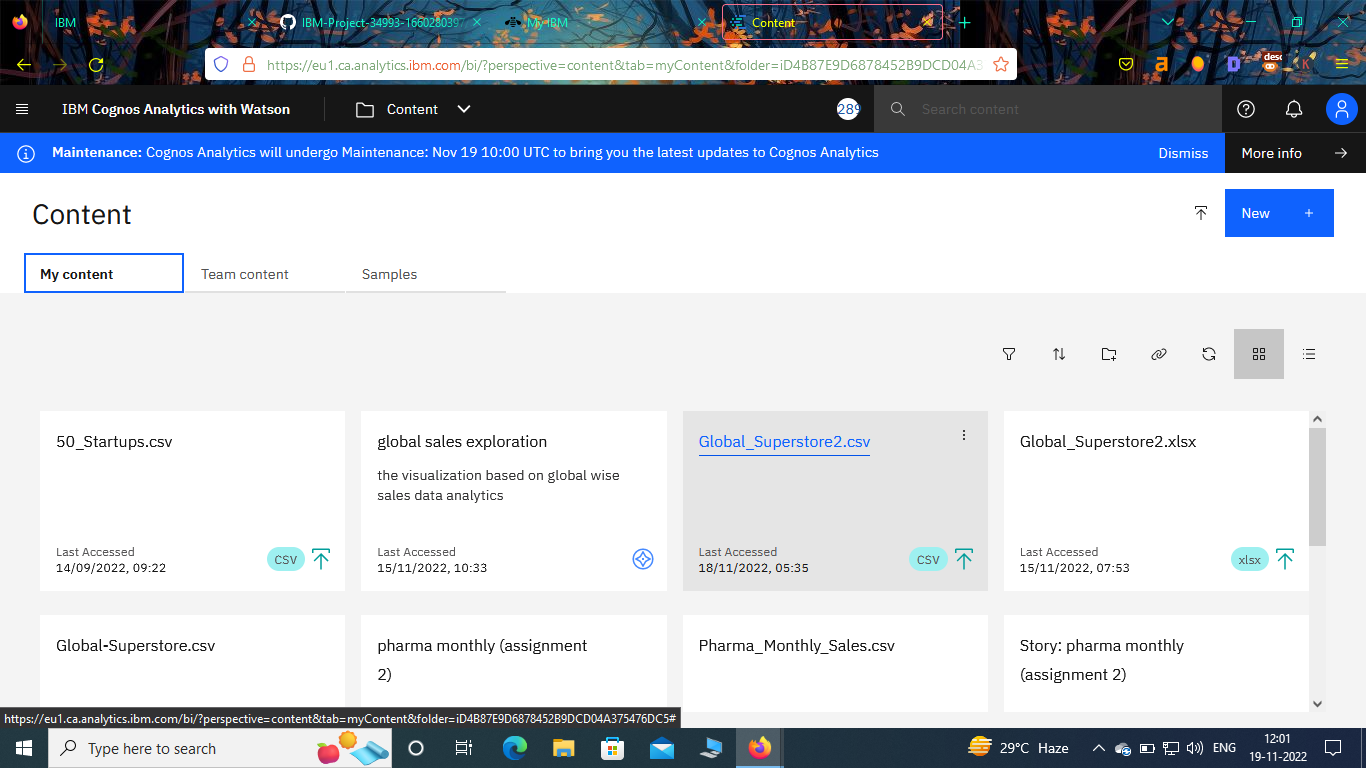 IBM
IBM-Project-34993-1660280397
My IBM
Content
https://eu1.ca.analytics.ibm.com/bi/?perspective=content&tab=myContent&folder=iD4B87E9D6878452B9DCD04A3
desc
IBM Cognos Analytics with Watson
Content
289
Search content
Maintenance: Cognos Analytics will undergo Maintenance: Nov 19 10:00 UTC to bring you the latest updates to Cognos Analytics
Dismiss
More info
Content
New
My content
Team content
Samples
50_Startups.csv
Last Accessed
14/09/2022, 09:22
CSV
global sales exploration
the visualization based on global wise
sales data analytics
Last Accessed
15/11/2022, 10:33
Global_Superstore2.csv
Last Accessed
18/11/2022, 05:35
CSV
Global_Superstore2.xlsx
Last Accessed
15/11/2022, 07:53
xlsx
Global-Superstore.csv
pharma monthly (assignment
2)
Pharma_Monthly_Sales.csv
Story: pharma monthly
(assignment 2)
https://eu1.ca.analytics.ibm.com/bi/?perspective=content&tab=myContent&folder=iD4B87E9D6878452B9DCD04A375476DC5#
Type here to search
29°C Haze
ENG
12:01
19-11-2022